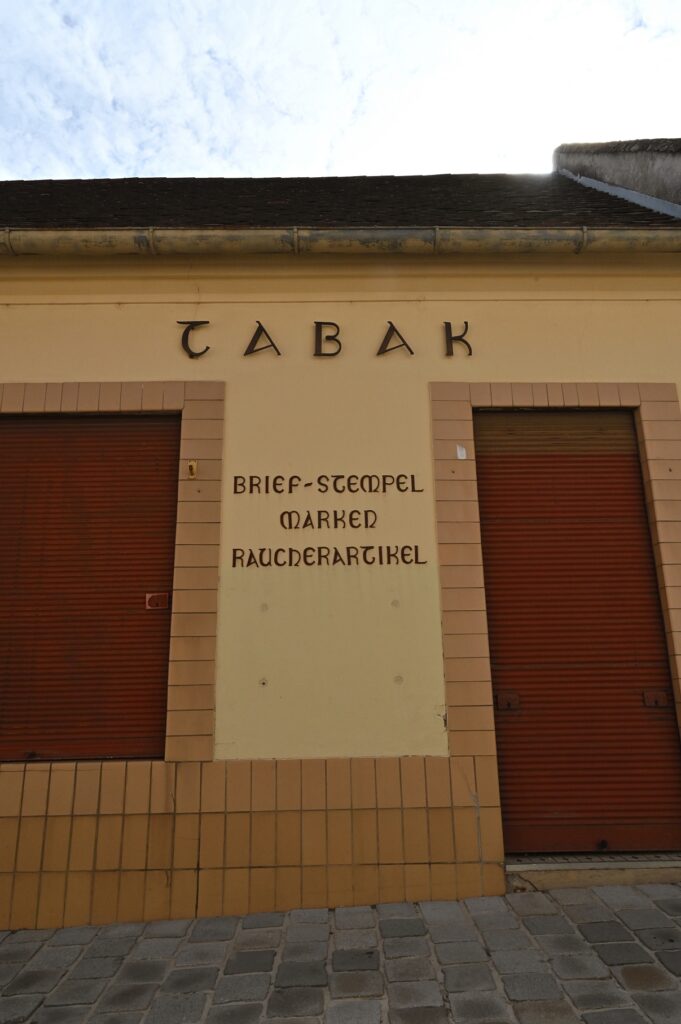 TABAK
BRIEF-STEMPEL
MARKEN
RAUCHERARTIKEL